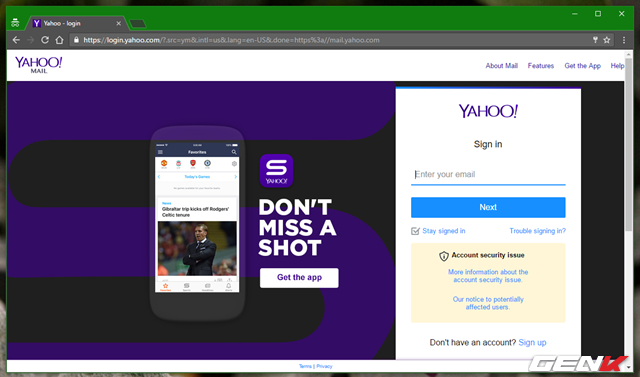 Yahoo - login
https://login.yahoo.com/?.src=ym&.intl=us&.lang=en-US&.done=https%3a//mail.yahoo.com
YAHOO!
MAIL
About Mail
Features
Get the App
Help
Favorites
Today's Games
News
Gibraltar trip kicks off Rodgers'
Celtic tenure
YAHOO!
DON'T
MISS A
SHOT
Get the app
YAHOO!
Sign in
Enter your email
Next
Stay signed in
Trouble signing in?
Account security issue
More information about the
account security issue.
Our notice to potentially
affected users.
Don't have an account? Sign up
Terms | Privacy
GENK